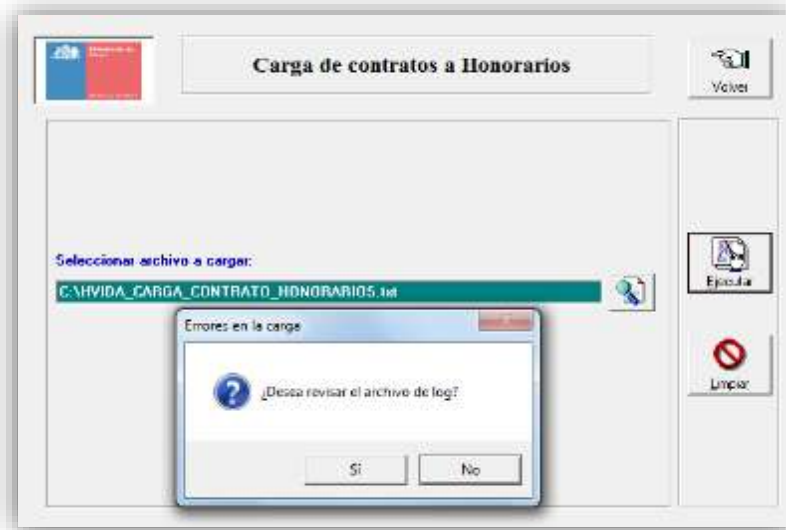 Carga de contratos a Honorarios
Volver
Seleccionar archivo a cargar:
C:\HVIDA_CARGA_CONTRATO_HONORARIOS.txt
Ejecutar
Errores en la carga
¿Desea revisar el archivo de log?
Limpiar
Sí
No